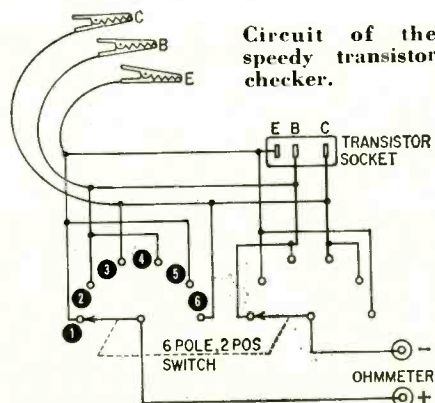 C
B
E
Circuit of the
speedy transistor
checker.
E B C
TRANSISTOR
SOCKET
3
4
2
5
6
1
6 POLE, 2 POS
SWITCH
−
OHMMETER
+